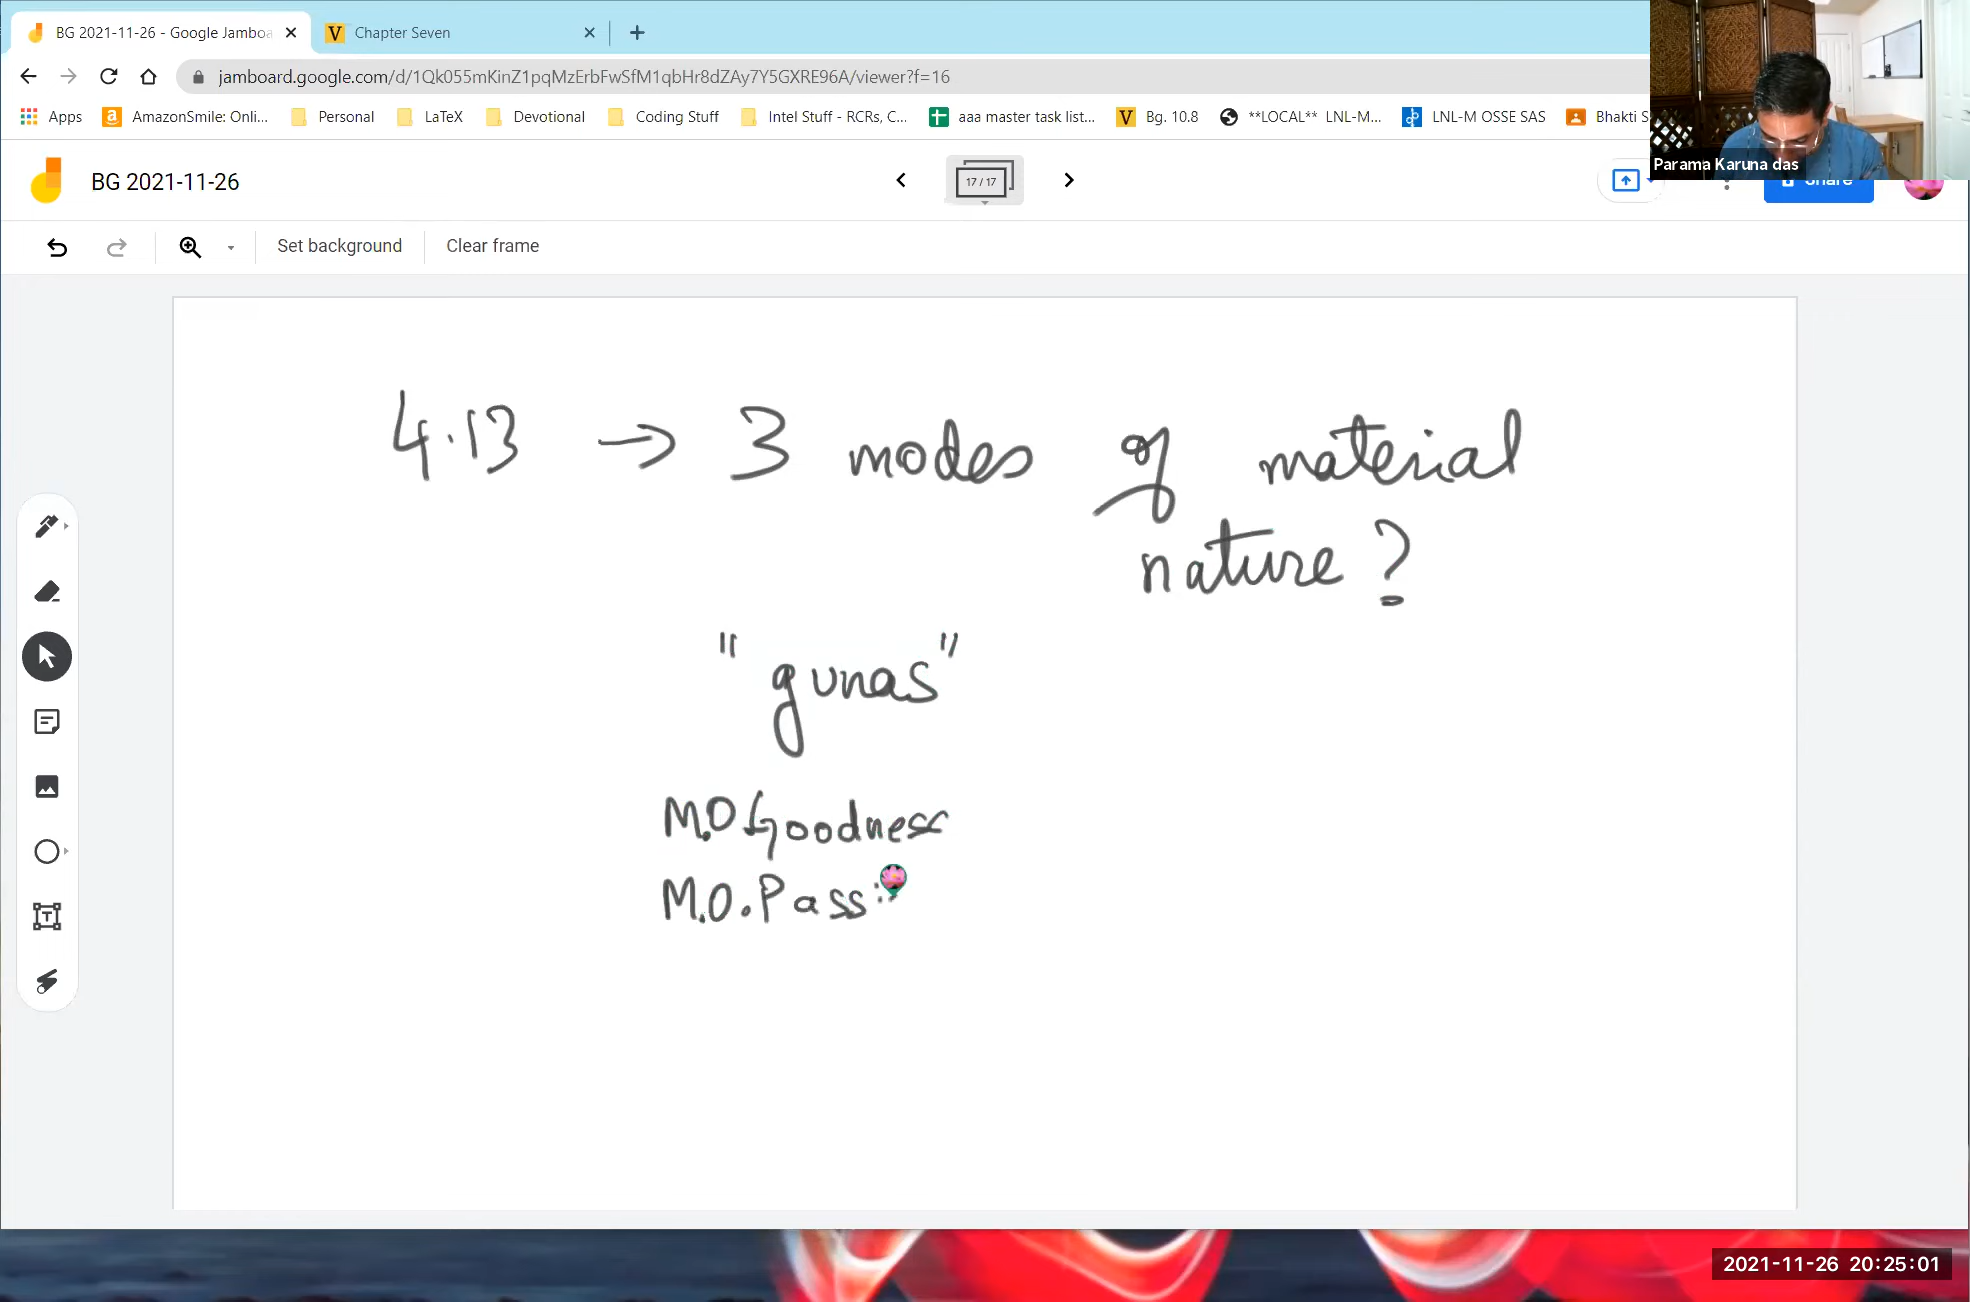 BG 2021-11-26 - Google Jamboa
Chapter Seven
jamboard.google.com/d/1Qk055mKinZ1pqMzErbFwSfM1qbHr8dZAy7Y5GXRE96A/viewer?f=16
Apps AmazonSmile: Onli... Personal LaTeX Devotional Coding Stuff Intel Stuff - RCRs, C... aaa master task list... Bg. 10.8 **LOCAL** LNL-M... LNL-M OSSE SAS Bhakti S
Parama Karuna das
BG 2021-11-26
17 / 17
Share
Set background
Clear frame
4.13 → 3 modes of material
nature?
"gunas"
M.O Goodness
M.O. Passi
2021-11-26 20:25:01